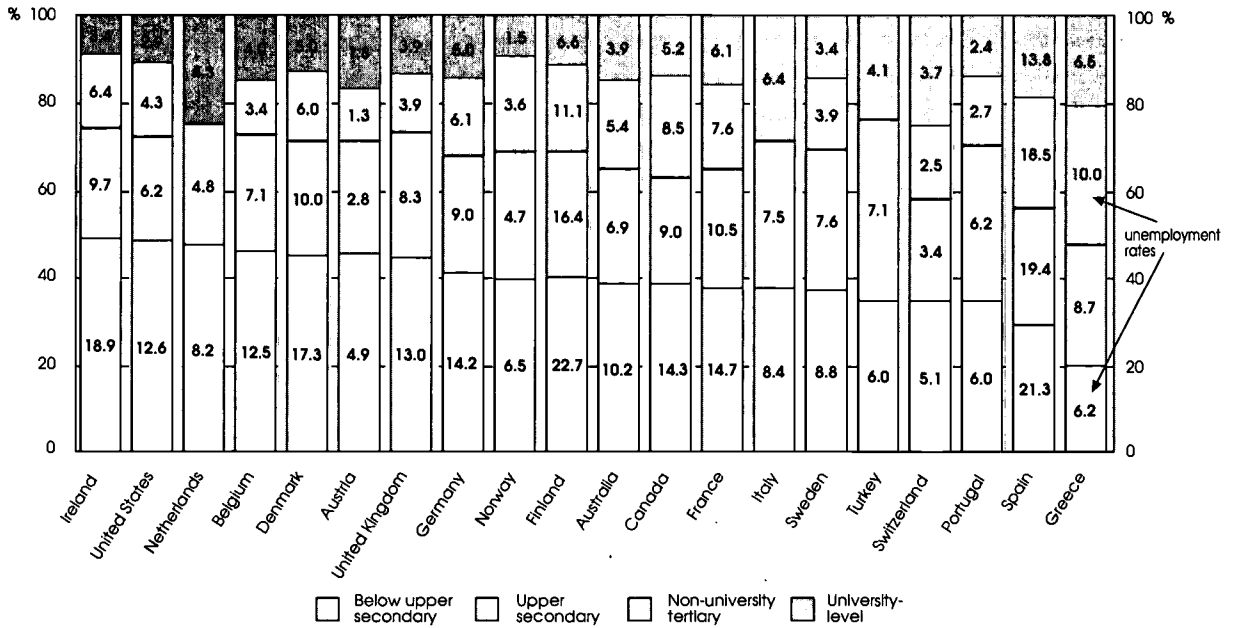 % 100
100 %
80
80
60
60
40
40
20
20
0
0
6.4
9.7
18.9
4.3
6.2
12.6
4.8
8.2
3.4
7.1
12.5
6.0
10.0
17.3
1.3
2.8
4.9
3.9
3.9
8.3
13.0
6.1
9.0
14.2
1.5
3.6
4.7
6.5
6.6
11.1
16.4
22.7
3.9
5.4
6.9
10.2
5.2
8.5
9.0
14.3
6.1
7.6
10.5
14.7
6.4
7.5
8.4
3.4
3.9
7.6
8.8
4.1
7.1
6.0
3.7
2.5
3.4
5.1
2.4
2.7
6.2
6.0
13.8
18.5
19.4
21.3
10.0
8.7
6.2
unemployment
rates
Ireland
United States
Netherlands
Belgium
Denmark
Austria
United Kingdom
Germany
Norway
Finland
Australia
Canada
France
Italy
Sweden
Turkey
Switzerland
Portugal
Spain
Greece
Below upper
secondary
Upper
secondary
Non-university
tertiary
University-
level